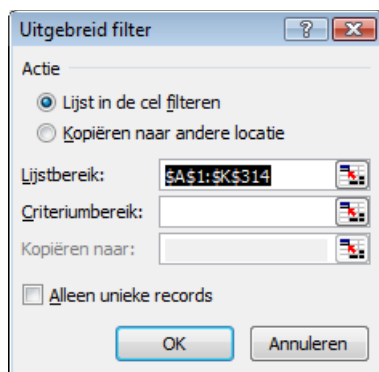 Uitgebreid filter
Actie
Lijst in de cel filteren
Kopiëren naar andere locatie
Lijstbereik: $A$1:$K$314
Criteriumbereik:
Kopiëren naar:
Alleen unieke records
OK Annuleren